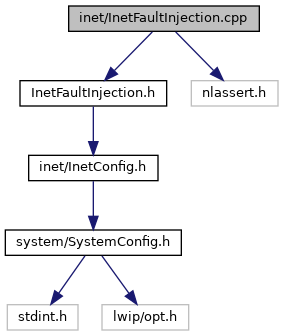 inet/InetFaultInjection.cpp
InetFaultInjection.h
nlassert.h
inet/InetConfig.h
system/SystemConfig.h
stdint.h
lwip/opt.h